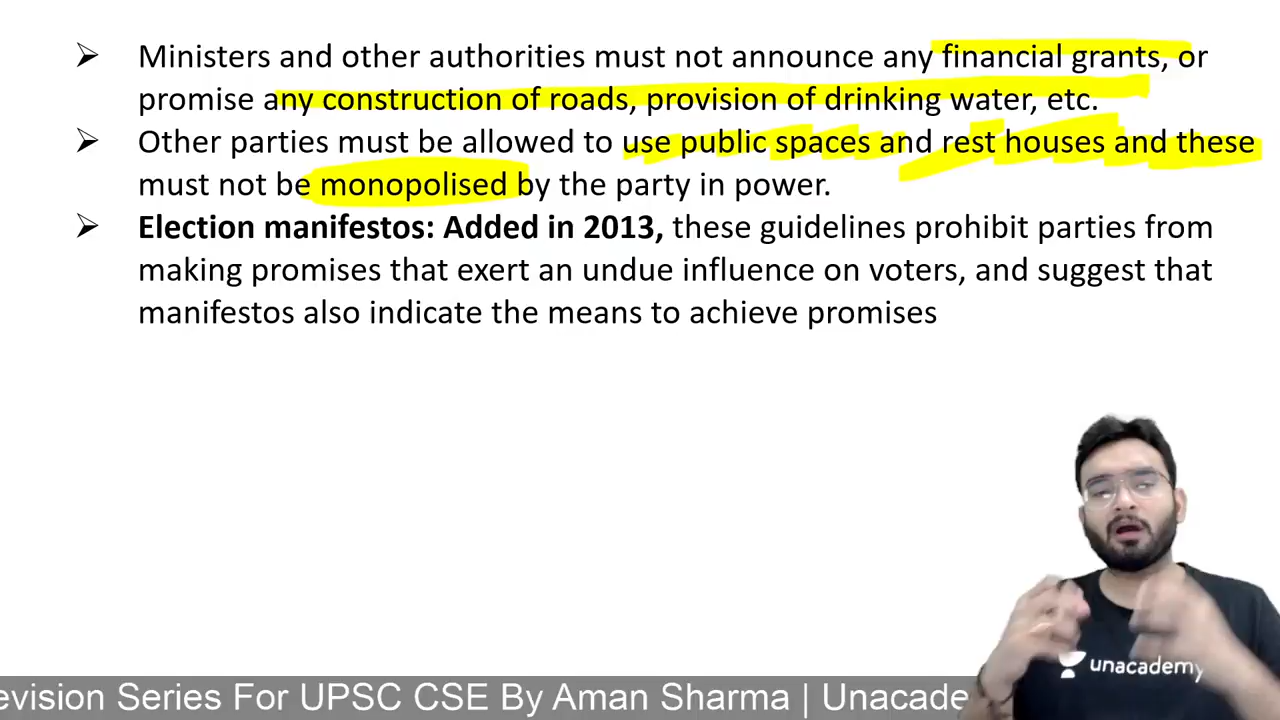 Ministers and other authorities must not announce any financial grants, or
promise any construction of roads, provision of drinking water, etc.
Other parties must be allowed to use public spaces and rest houses and these
must not be monopolised by the party in power.
Election manifestos: Added in 2013, these guidelines prohibit parties from
making promises that exert an undue influence on voters, and suggest that
manifestos also indicate the means to achieve promises
unacademy
evision Series For UPSC CSE By Aman Sharma | Unacade